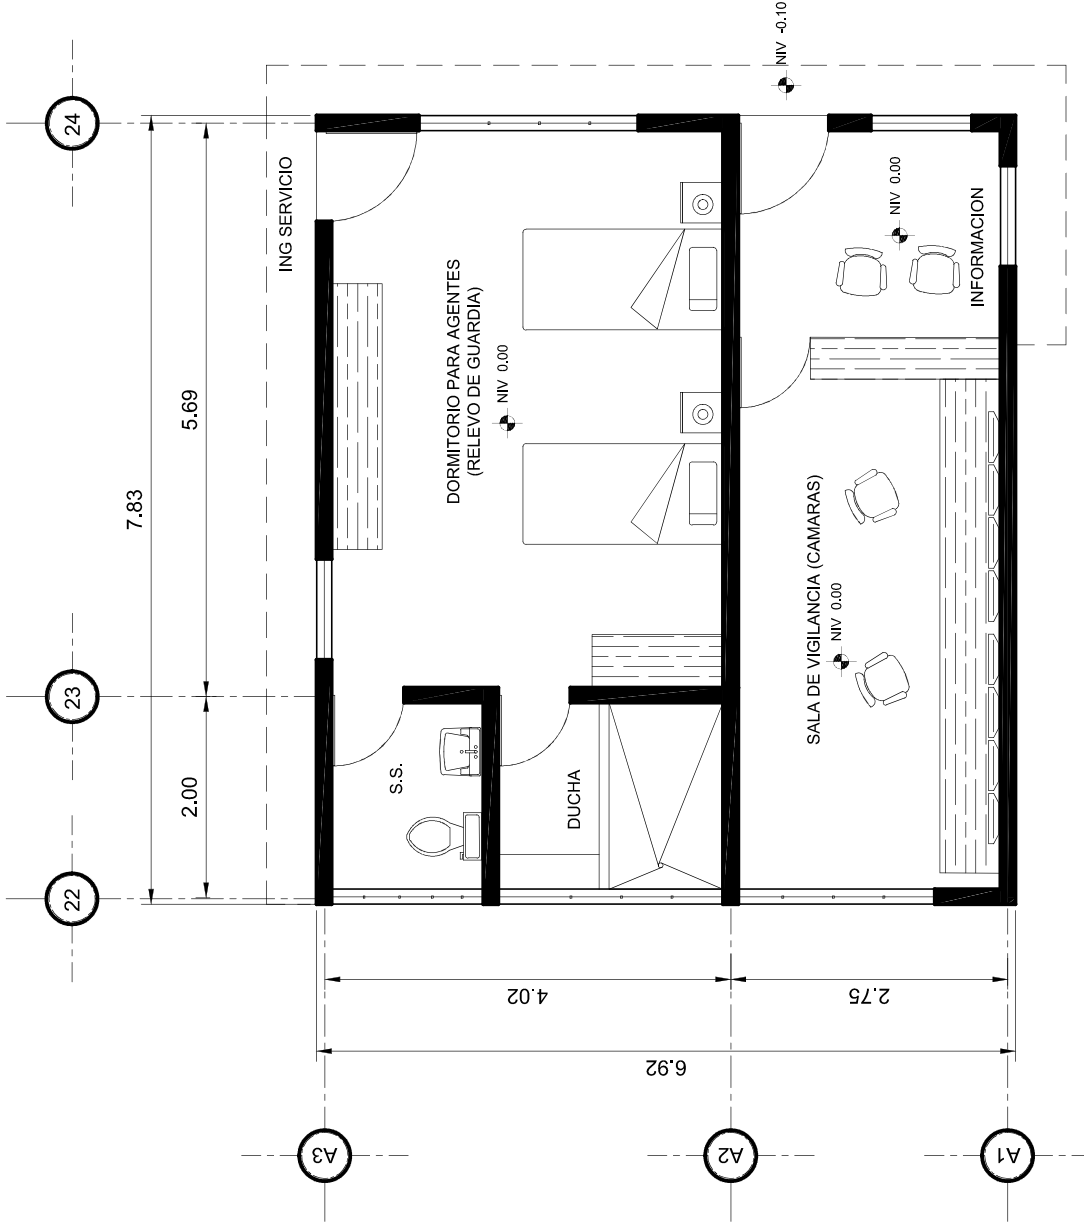 24
23
22
7.83
5.69
2.00
ING SERVICIO
DORMITORIO PARA AGENTES
(RELEVO DE GUARDIA)
NIV 0.00
S.S.
DUCHA
NIV -0.10
NIV 0.00
INFORMACION
SALA DE VIGILANCIA (CAMARAS)
NIV 0.00
4.02
2.75
6.92
A3
A2
A1